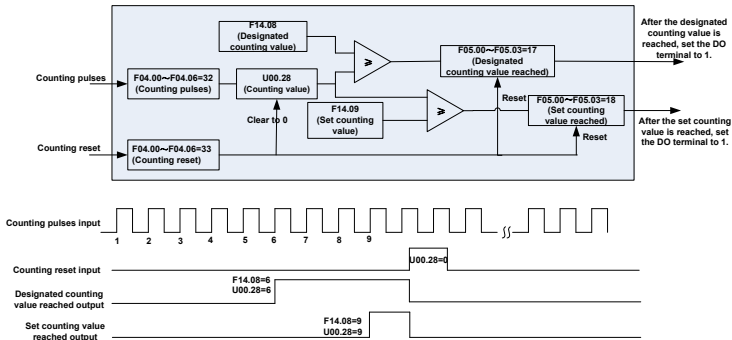 F14.08
(Designated
counting value)
After the designated
counting value is
reached, set the DO
terminal to 1.
F05.00～F05.03=17
(Designated
counting value reached)
≥
Counting pulses
F04.00～F04.06=32
(Counting pulses)
U00.28
(Counting value)
F14.09
(Set counting
value)
≥
Reset
F05.00～F05.03=18
(Set counting
value reached)
After the set counting
value is reached, set
the DO terminal to 1.
Clear to 0
Reset
Counting reset
F04.00～F04.06=33
(Counting reset)
Counting pulses input
1 2 3 4 5 6 7 8 9
Counting reset input
U00.28=0
Designated counting
value reached output
F14.08=6
U00.28=6
Set counting value
reached output
F14.08=9
U00.28=9